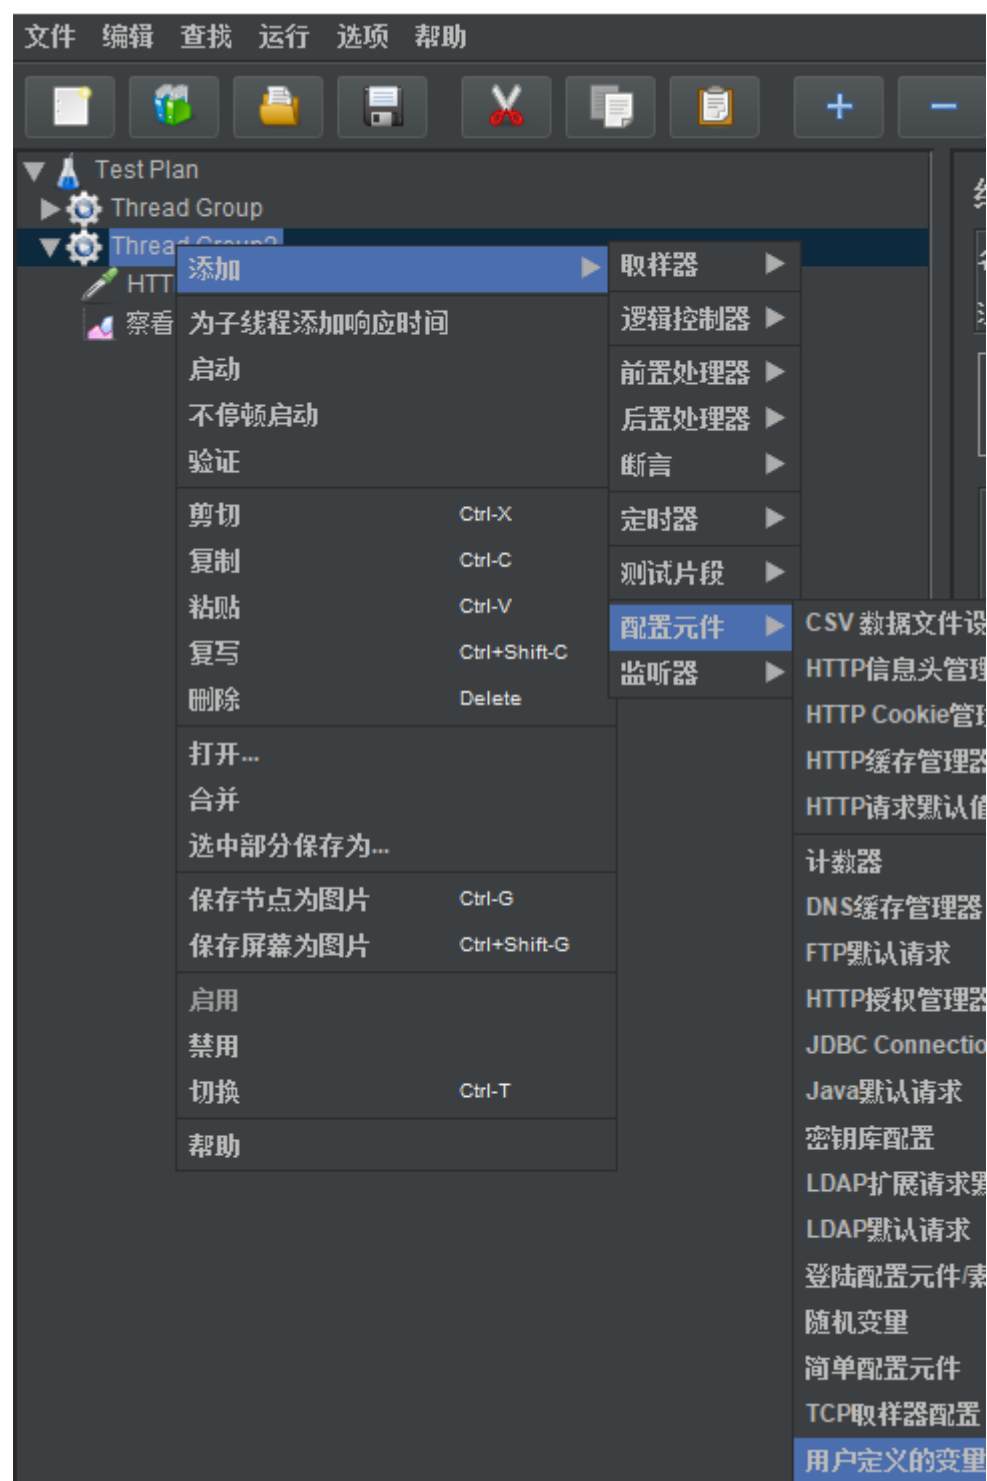 文件 编辑 查找 运行 选项 帮助
Test Plan
Thread Group
Thread Group2
HTT
察看
添加
为子线程添加响应时间
启动
不停顿启动
验证
剪切 Ctrl-X
复制 Ctrl-C
粘贴 Ctrl-V
复写 Ctrl+Shift-C
删除 Delete
打开...
合并
选中部分保存为...
保存节点为图片 Ctrl-G
保存屏幕为图片 Ctrl+Shift-G
启用
禁用
切换 Ctrl-T
帮助
取样器
逻辑控制器
前置处理器
后置处理器
断言
定时器
测试片段
配置元件
监听器
CSV 数据文件设
HTTP信息头管理
HTTP Cookie管理
HTTP缓存管理器
HTTP请求默认值
计数器
DNS缓存管理器
FTP默认请求
HTTP授权管理器
JDBC Connectio
Java默认请求
密钥库配置
LDAP扩展请求默
LDAP默认请求
登陆配置元件/素
随机变量
简单配置元件
TCP取样器配置
用户定义的变量